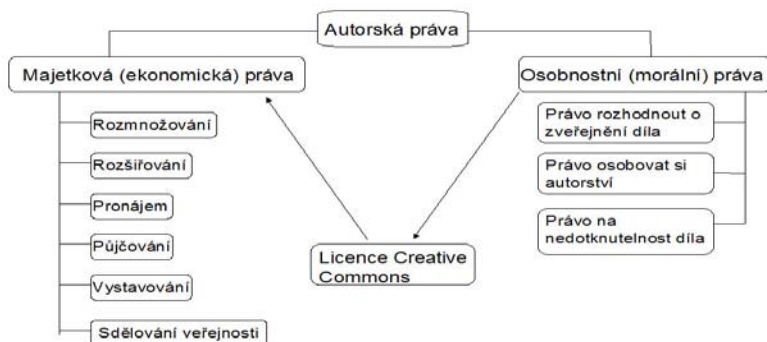 Autorská práva
Majetková (ekonomická) práva
Rozmnožování
Rozšiřování
Pronájem
Půjčování
Vystavování
Sdělování veřejnosti
Licence Creative
Commons
Osobnostní (morální) práva
Právo rozhodnout o
zveřejnění díla
Právo osobovat si
autorství
Právo na
nedotknutelnost díla